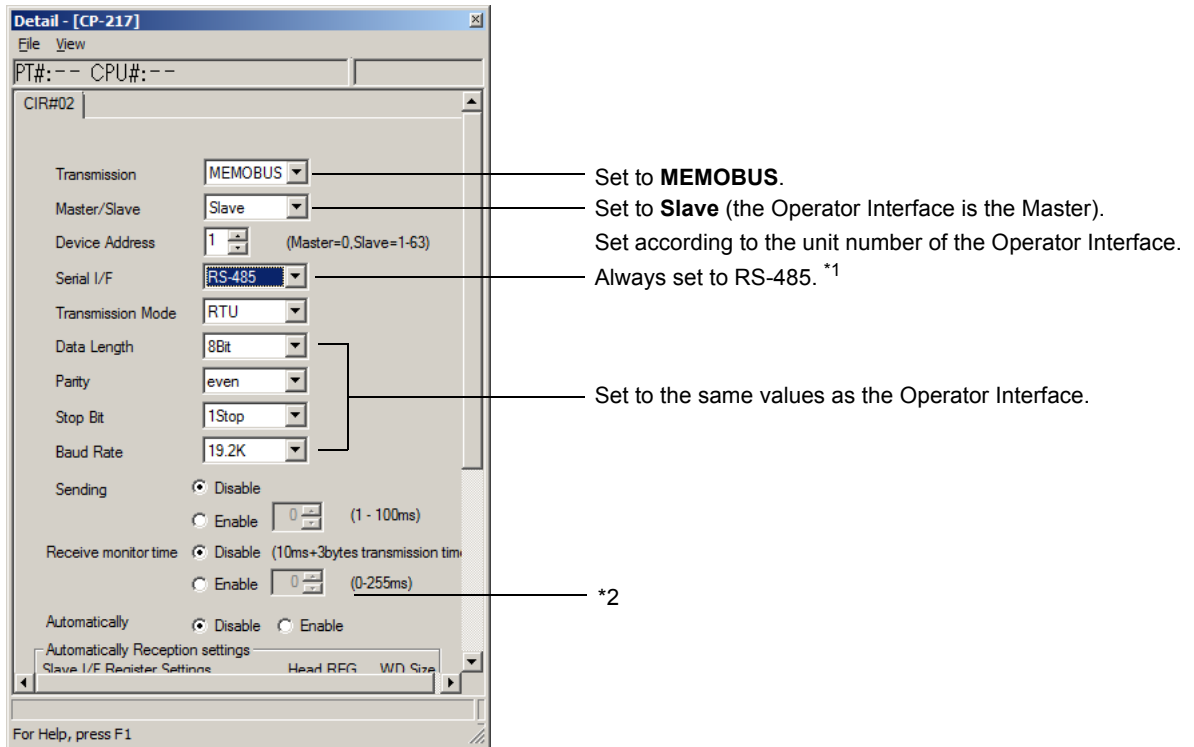 Detail - [CP-217]
File View
PT#:-- CPU#:--
CIR#02
Transmission MEMOBUS Set to MEMOBUS.
Master/Slave Slave Set to Slave (the Operator Interface is the Master).
Device Address 1 (Master=0,Slave=1-63) Set according to the unit number of the Operator Interface.
Serial I/F RS-485 Always set to RS-485. *1
Transmission Mode RTU
Data Length 8Bit
Parity even Set to the same values as the Operator Interface.
Stop Bit 1Stop
Baud Rate 19.2K
Sending Disable
Enable 0 (1 - 100ms)
Receive monitor time Disable (10ms+3bytes transmission tim
Enable 0 (0-255ms) *2
Automatically Disable Enable
Automatically Reception settings
Slave I/F Register Settings Head REG WD Size
For Help, press F1